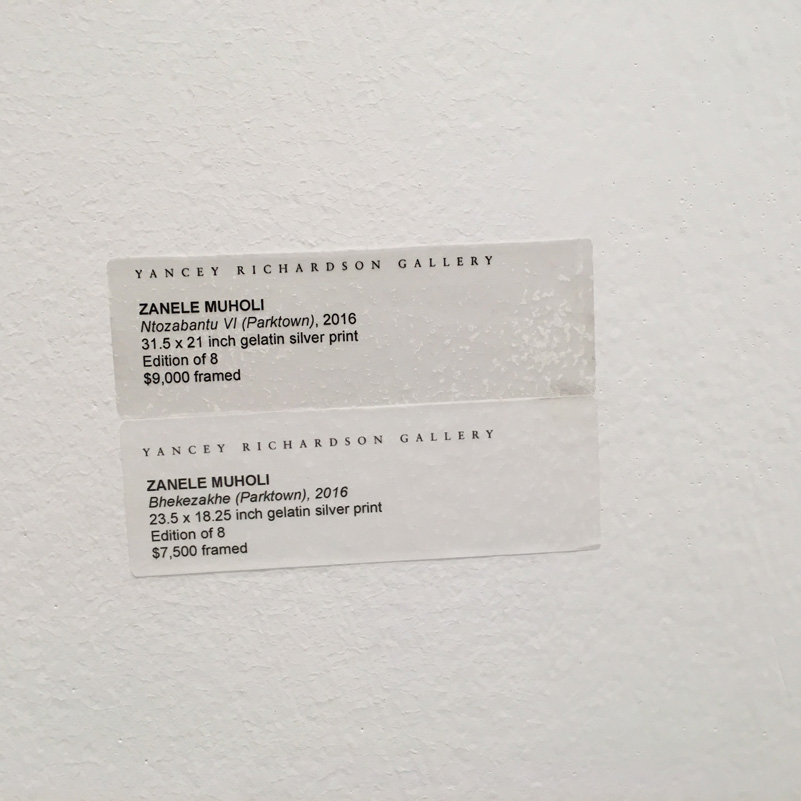 YANCEY RICHARDSON GALLERY
ZANELE MUHOLI
Ntozabantu VI (Parktown), 2016
31.5 x 21 inch gelatin silver print
Edition of 8
$9,000 framed
YANCEY RICHARDSON GALLERY
ZANELE MUHOLI
Bhekezakhe (Parktown), 2016
23.5 x 18.25 inch gelatin silver print
Edition of 8
$7,500 framed